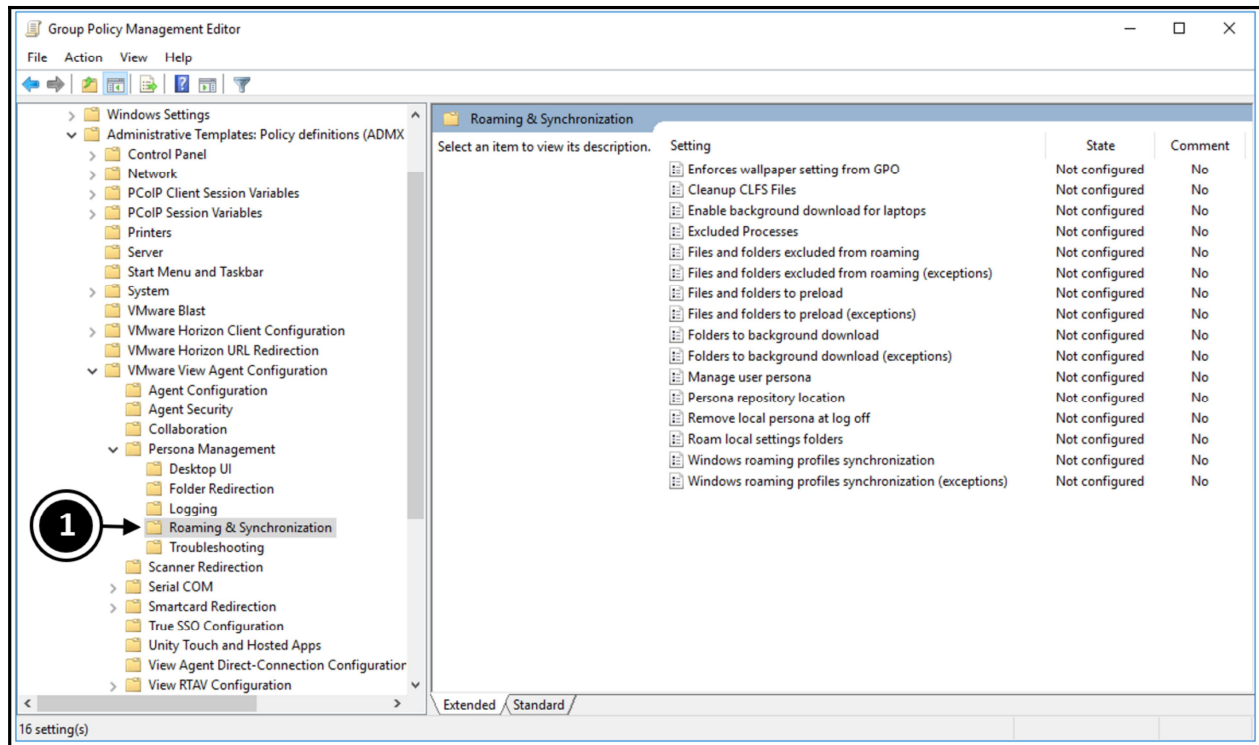 Group Policy Management Editor
File Action View Help
Windows Settings
Administrative Templates: Policy definitions (ADMX
Control Panel
Network
PCoIP Client Session Variables
PCoIP Session Variables
Printers
Server
Start Menu and Taskbar
System
VMware Blast
VMware Horizon Client Configuration
VMware Horizon URL Redirection
VMware View Agent Configuration
Agent Configuration
Agent Security
Collaboration
Persona Management
Desktop UI
Folder Redirection
Logging
1
Roaming & Synchronization
Troubleshooting
Scanner Redirection
Serial COM
Smartcard Redirection
True SSO Configuration
Unity Touch and Hosted Apps
View Agent Direct-Connection Configuration
View RTAV Configuration
Roaming & Synchronization
Select an item to view its description.
Setting State Comment
Enforces wallpaper setting from GPO Not configured No
Cleanup CLFS Files Not configured No
Enable background download for laptops Not configured No
Excluded Processes Not configured No
Files and folders excluded from roaming Not configured No
Files and folders excluded from roaming (exceptions) Not configured No
Files and folders to preload Not configured No
Files and folders to preload (exceptions) Not configured No
Folders to background download Not configured No
Folders to background download (exceptions) Not configured No
Manage user persona Not configured No
Persona repository location Not configured No
Remove local persona at log off Not configured No
Roam local settings folders Not configured No
Windows roaming profiles synchronization Not configured No
Windows roaming profiles synchronization (exceptions) Not configured No
Extended Standard
16 setting(s)